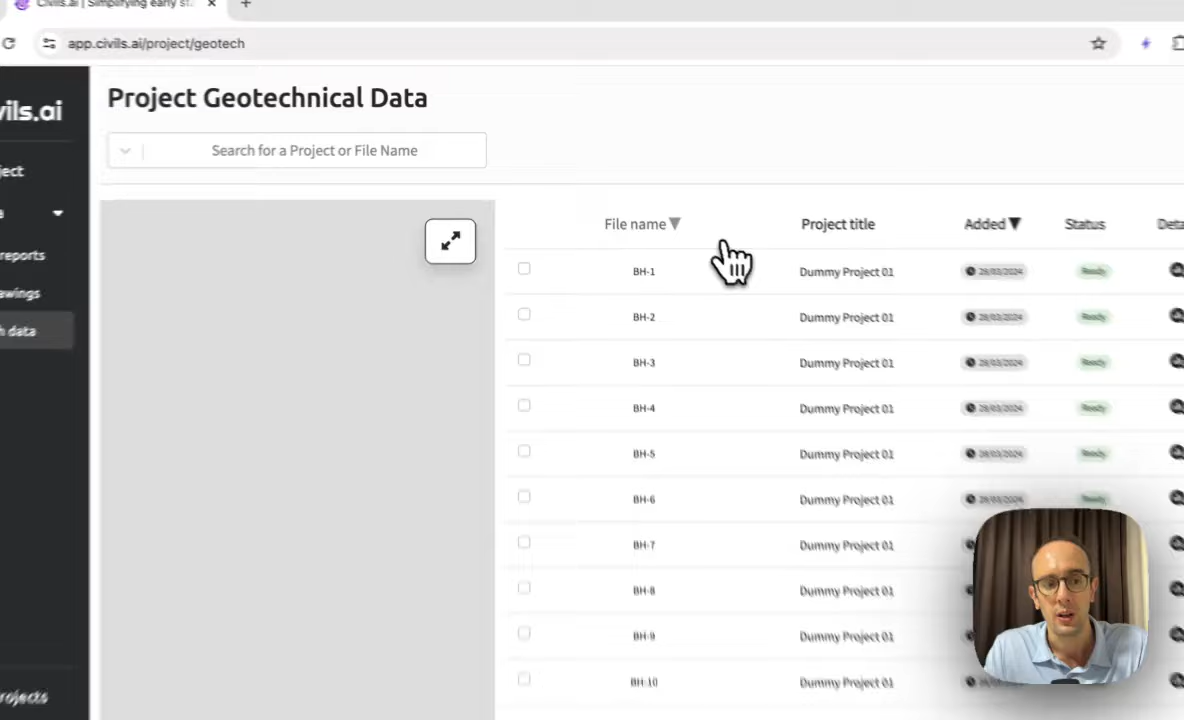 Civils.ai | Simplifying early st
app.civils.ai/project/geotech
vils.ai
Project Geotechnical Data
Search for a Project or File Name
ject
reports
awings
h data
rojects
File name Project title Added Status Deta
BH-1 Dummy Project 01 28/03/2024 Ready
BH-2 Dummy Project 01 28/03/2024 Ready
BH-3 Dummy Project 01 28/03/2024 Ready
BH-4 Dummy Project 01 28/03/2024 Ready
BH-5 Dummy Project 01 28/03/2024 Ready
BH-6 Dummy Project 01 28/03/2024 Ready
BH-7 Dummy Project 01
BH-8 Dummy Project 01
BH-9 Dummy Project 01
BH-10 Dummy Project 01